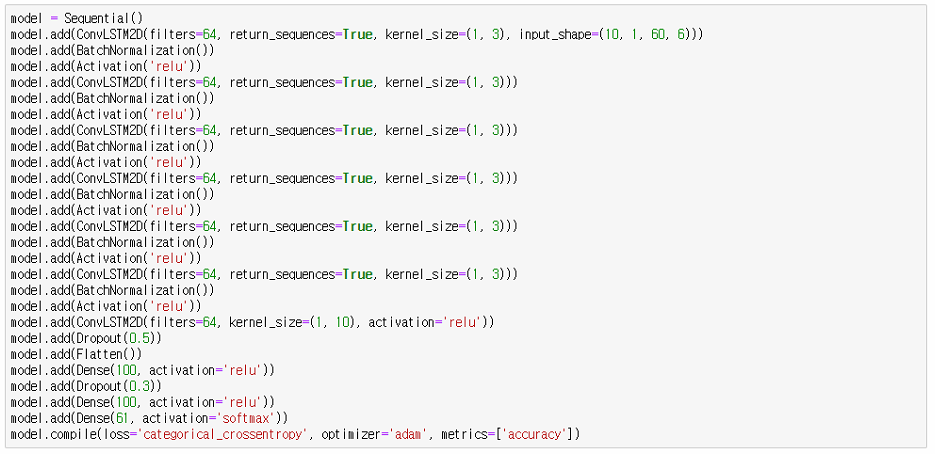 model = Sequential()
model.add(ConvLSTM2D(filters=64, return_sequences=True, kernel_size=(1, 3), input_shape=(10, 1, 60, 6)))
model.add(BatchNormalization())
model.add(Activation('relu'))
model.add(ConvLSTM2D(filters=64, return_sequences=True, kernel_size=(1, 3)))
model.add(BatchNormalization())
model.add(Activation('relu'))
model.add(ConvLSTM2D(filters=64, return_sequences=True, kernel_size=(1, 3)))
model.add(BatchNormalization())
model.add(Activation('relu'))
model.add(ConvLSTM2D(filters=64, return_sequences=True, kernel_size=(1, 3)))
model.add(BatchNormalization())
model.add(Activation('relu'))
model.add(ConvLSTM2D(filters=64, return_sequences=True, kernel_size=(1, 3)))
model.add(BatchNormalization())
model.add(Activation('relu'))
model.add(ConvLSTM2D(filters=64, return_sequences=True, kernel_size=(1, 3)))
model.add(BatchNormalization())
model.add(Activation('relu'))
model.add(ConvLSTM2D(filters=64, kernel_size=(1, 10), activation='relu'))
model.add(Dropout(0.5))
model.add(Flatten())
model.add(Dense(100, activation='relu'))
model.add(Dropout(0.3))
model.add(Dense(100, activation='relu'))
model.add(Dense(61, activation='softmax'))
model.compile(loss='categorical_crossentropy', optimizer='adam', metrics=['accuracy'])